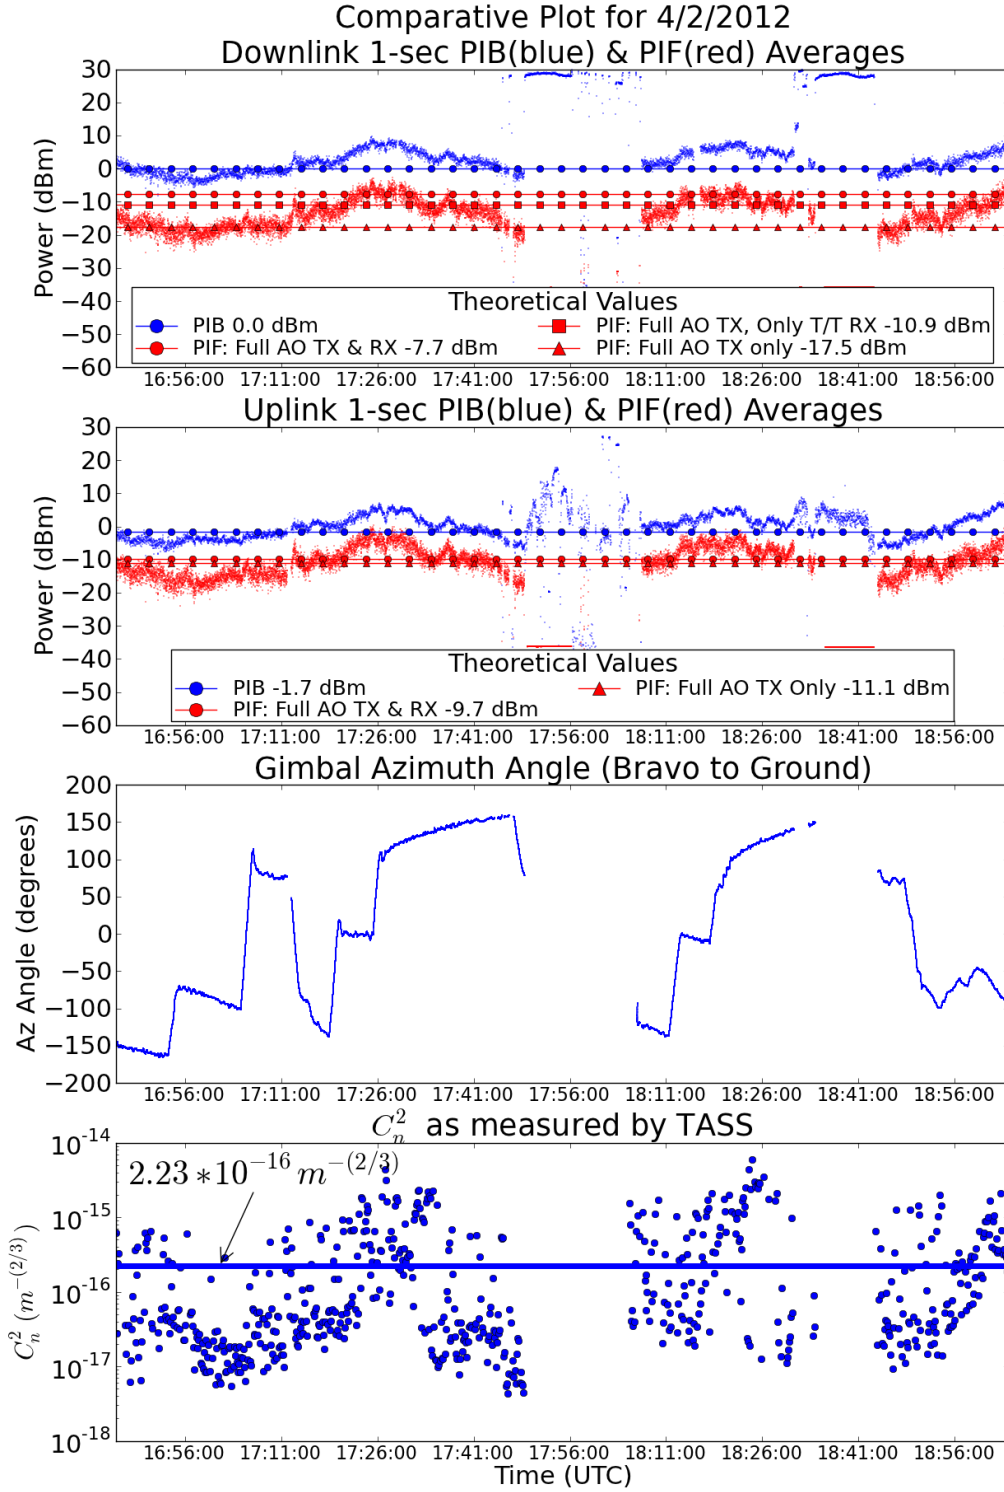 Comparative Plot for 4/2/2012
Downlink 1-sec PIB(blue) & PIF(red) Averages
30
20
10
0
−10
−20
−30
−40
−50
−60
Power (dBm)
Theoretical Values
PIB 0.0 dBm
PIF: Full AO TX & RX -7.7 dBm
PIF: Full AO TX, Only T/T RX -10.9 dBm
PIF: Full AO TX only -17.5 dBm
16:56:00 17:11:00 17:26:00 17:41:00 17:56:00 18:11:00 18:26:00 18:41:00 18:56:00
Uplink 1-sec PIB(blue) & PIF(red) Averages
30
20
10
0
−10
−20
−30
−40
−50
−60
Power (dBm)
Theoretical Values
PIB -1.7 dBm
PIF: Full AO TX & RX -9.7 dBm
PIF: Full AO TX Only -11.1 dBm
16:56:00 17:11:00 17:26:00 17:41:00 17:56:00 18:11:00 18:26:00 18:41:00 18:56:00
Gimbal Azimuth Angle (Bravo to Ground)
200
150
100
50
0
−50
−100
−150
−200
Az Angle (degrees)
16:56:00 17:11:00 17:26:00 17:41:00 17:56:00 18:11:00 18:26:00 18:41:00 18:56:00
$C_n^2$ as measured by TASS
$10^{-14}$
$10^{-15}$
$10^{-16}$
$10^{-17}$
$10^{-18}$
$C_n^2$ $(m^{-(2/3)})$
$2.23*10^{-16}\,m^{-(2/3)}$
16:56:00 17:11:00 17:26:00 17:41:00 17:56:00 18:11:00 18:26:00 18:41:00 18:56:00
Time (UTC)